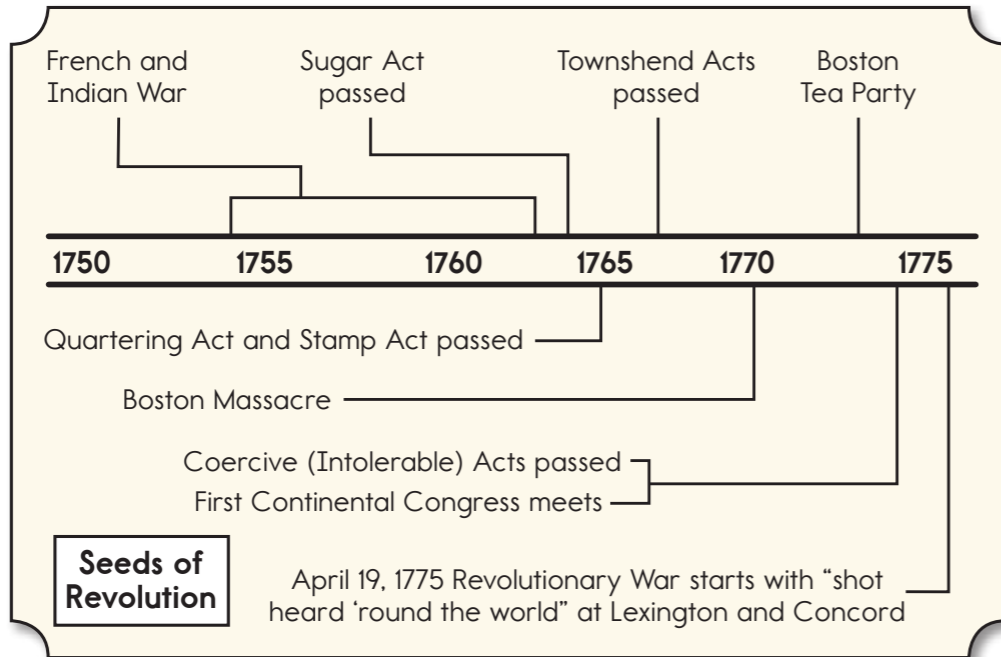 French and
Indian War
Sugar Act
passed
Townshend Acts
passed
Boston
Tea Party
1750 1755 1760 1765 1770 1775
Quartering Act and Stamp Act passed
Boston Massacre
Coercive (Intolerable) Acts passed
First Continental Congress meets
Seeds of
Revolution
April 19, 1775 Revolutionary War starts with “shot
heard ‘round the world” at Lexington and Concord